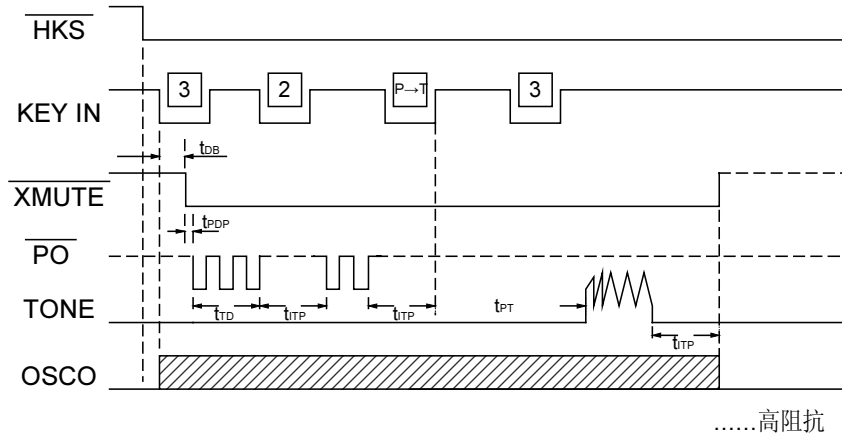 HKS
3
2
P→T
3
KEY IN
tDB
XMUTE
tPDP
PO
TONE
tTD
tITP
tITP
tPT
tITP
OSCO
……高阻抗